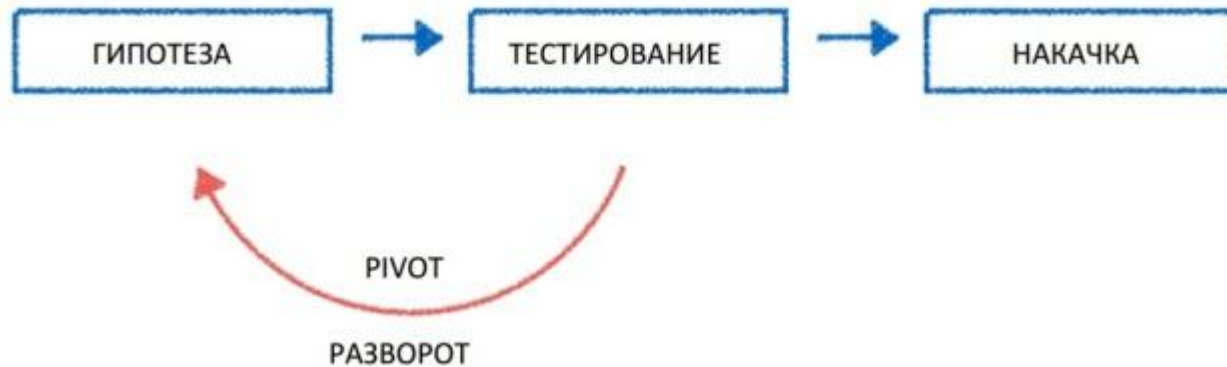 ГИПОТЕЗА
ТЕСТИРОВАНИЕ
НАКАЧКА
PIVOT
РАЗВОРОТ